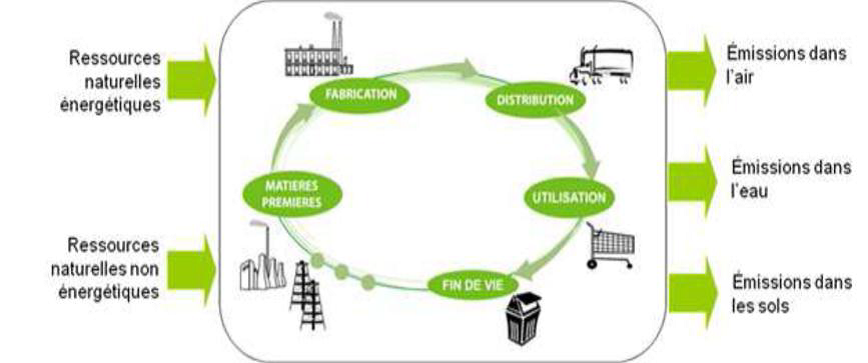 Ressources
naturelles
énergétiques
Ressources
naturelles non
énergétiques
FABRICATION
DISTRIBUTION
MATIERES
PREMIERES
UTILISATION
FIN DE VIE
Émissions dans
l'air
Émissions dans
l'eau
Émissions dans
les sols